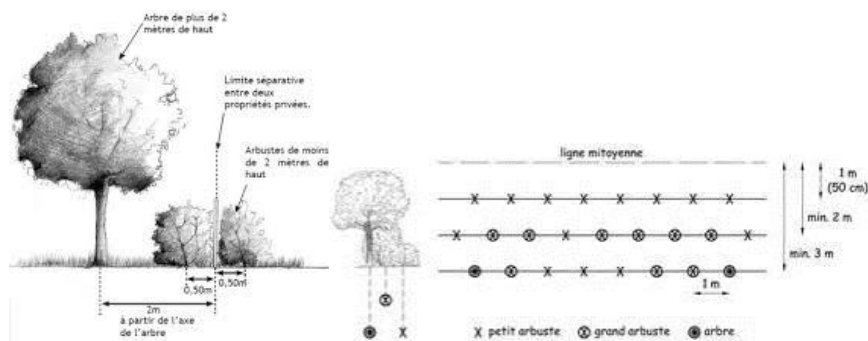 Arbre de plus de 2
mètres de haut
Limite séparative
entre deux
propriétés privées.
Arbustes de moins
de 2 mètres de
haut
0,50m
0,50m
2m
à partir de l'axe
de l'arbre
ligne mitoyenne
1 m
(50 cm)
min. 2 m
min. 3 m
1 m
petit arbuste
grand arbuste
arbre